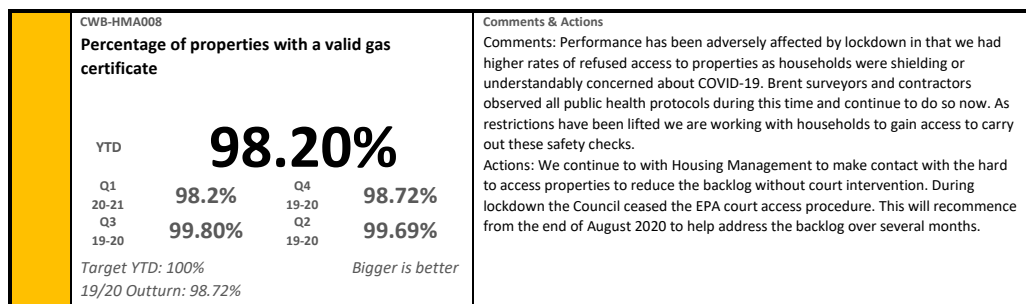 CWB-HMA008
Percentage of properties with a valid gas
certificate
YTD
98.20%
Q1
20-21
98.2%
Q4
19-20
98.72%
Q3
19-20
99.80%
Q2
19-20
99.69%
Target YTD: 100%
Bigger is better
19/20 Outturn: 98.72%
Comments & Actions
Comments: Performance has been adversely affected by lockdown in that we had
higher rates of refused access to properties as households were shielding or
understandably concerned about COVID-19. Brent surveyors and contractors
observed all public health protocols during this time and continue to do so now. As
restrictions have been lifted we are working with households to gain access to carry
out these safety checks.
Actions: We continue to with Housing Management to make contact with the hard
to access properties to reduce the backlog without court intervention. During
lockdown the Council ceased the EPA court access procedure. This will recommence
from the end of August 2020 to help address the backlog over several months.